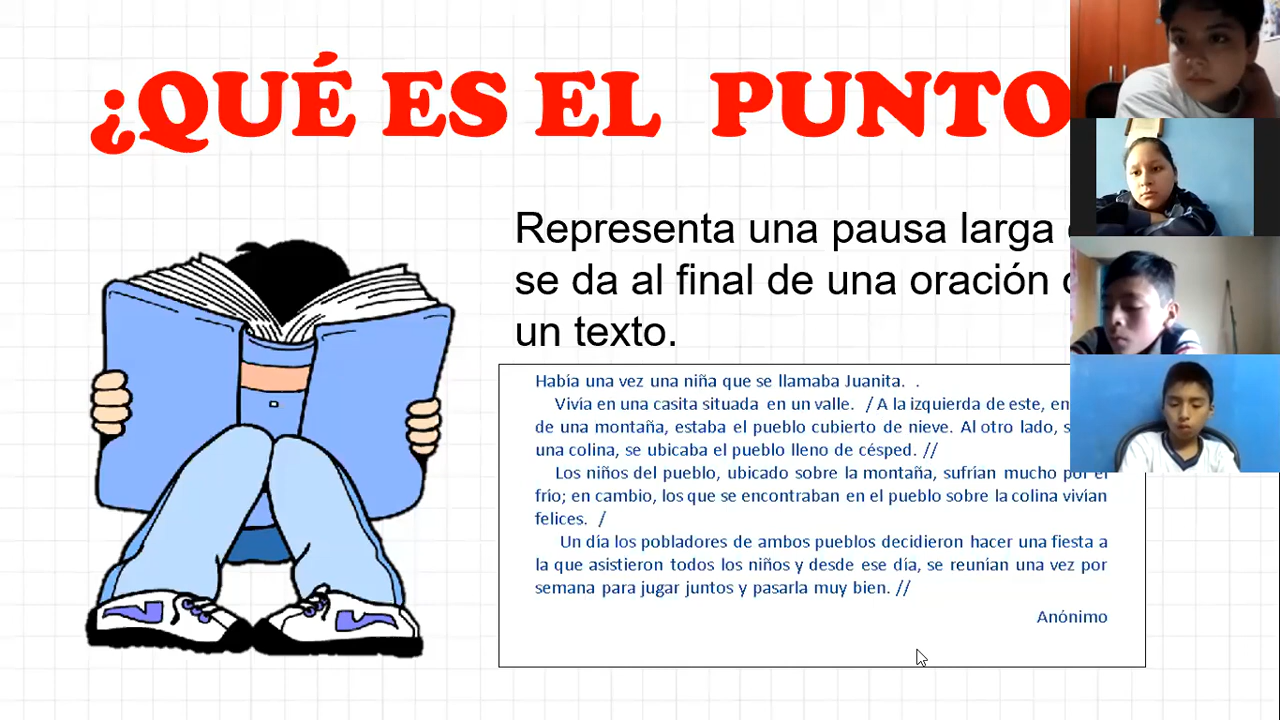 ¿QUÉ ES EL PUNTO
Representa una pausa larga
se da al final de una oración
un texto.
Había una vez una niña que se llamaba Juanita. .
Vivía en una casita situada en un valle. / A la izquierda de este, en
de una montaña, estaba el pueblo cubierto de nieve. Al otro lado,
una colina, se ubicaba el pueblo lleno de césped. //
Los niños del pueblo, ubicado sobre la montaña, sufrían mucho por el
frío; en cambio, los que se encontraban en el pueblo sobre la colina vivían
felices. /
Un día los pobladores de ambos pueblos decidieron hacer una fiesta a
la que asistieron todos los niños y desde ese día, se reunían una vez por
semana para jugar juntos y pasarla muy bien. //
Anónimo